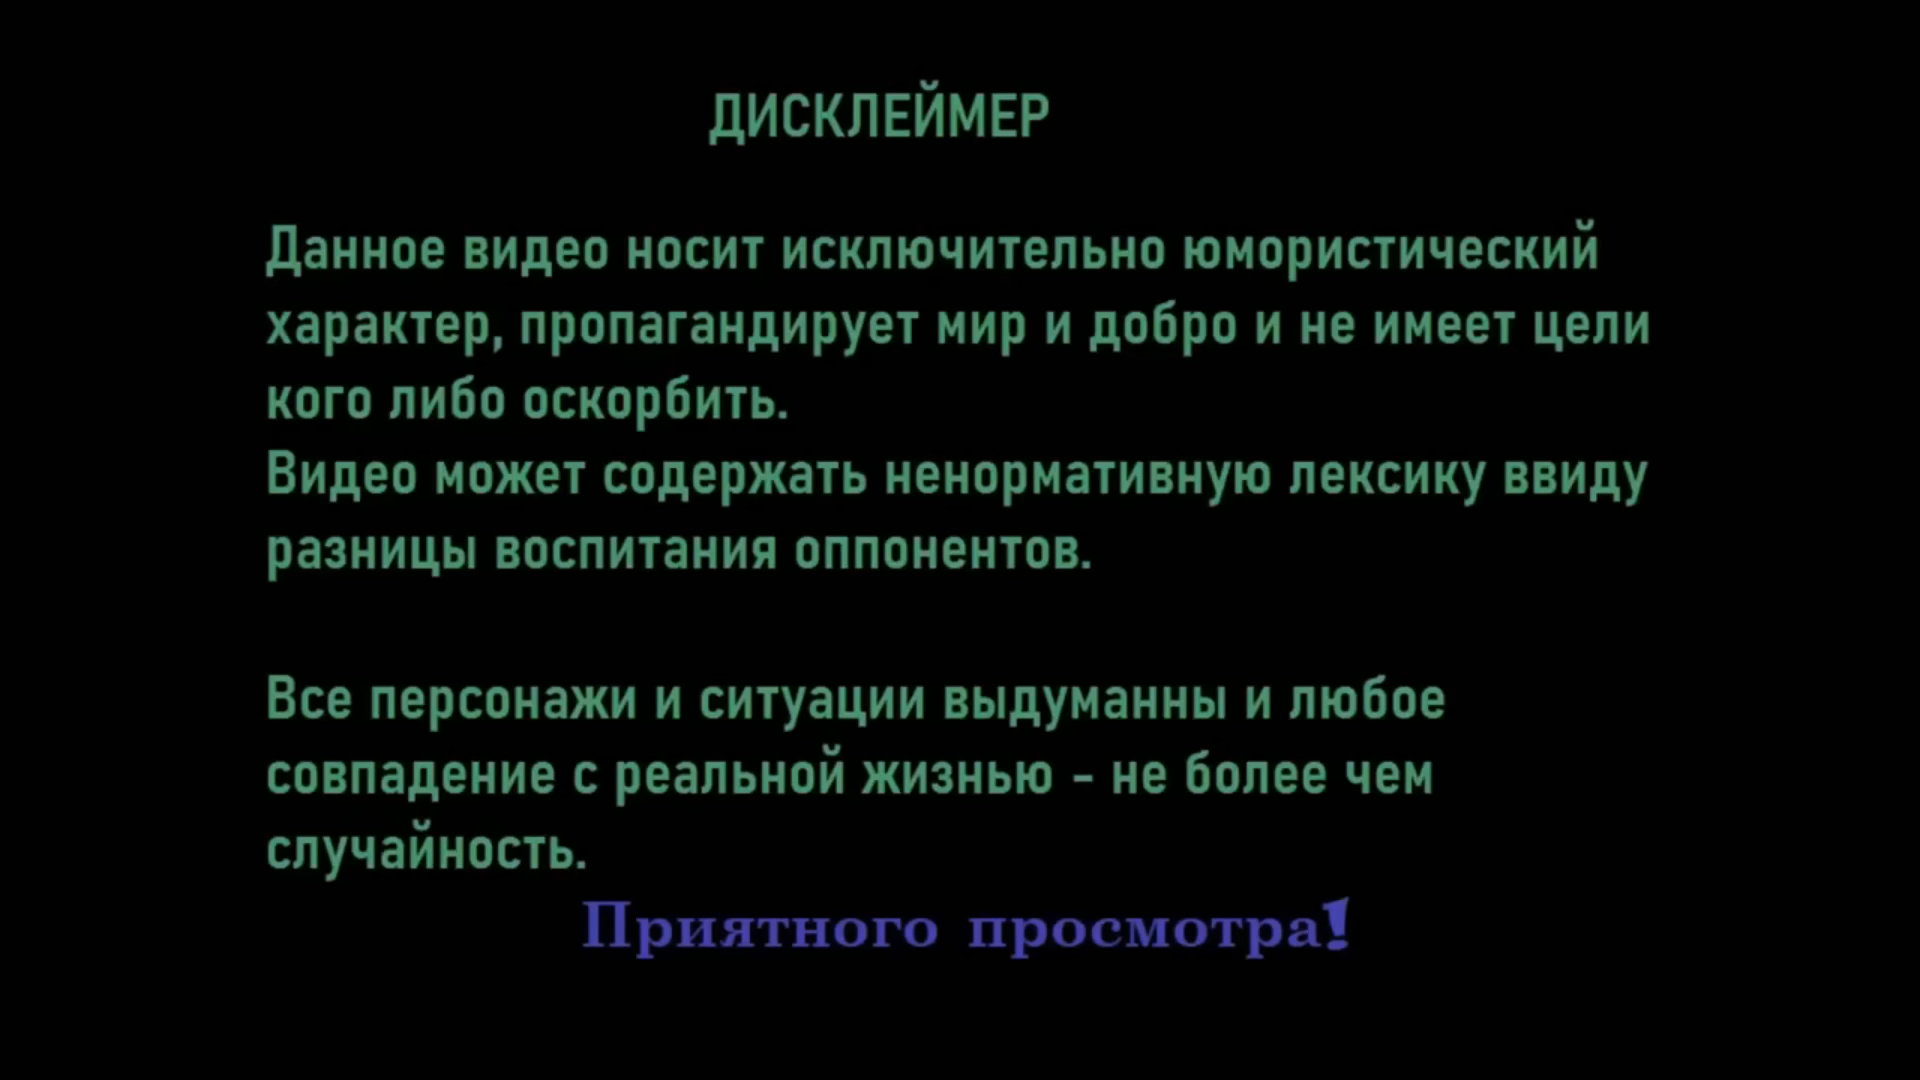 ДИСКЛЕЙМЕР
Данное видео носит исключительно юмористический
характер, пропагандирует мир и добро и не имеет цели
кого либо оскорбить.
Видео может содержать ненормативную лексику ввиду
разницы воспитания оппонентов.
Все персонажи и ситуации выдуманны и любое
совпадение с реальной жизнью - не более чем
случайность.
Приятного просмотра!